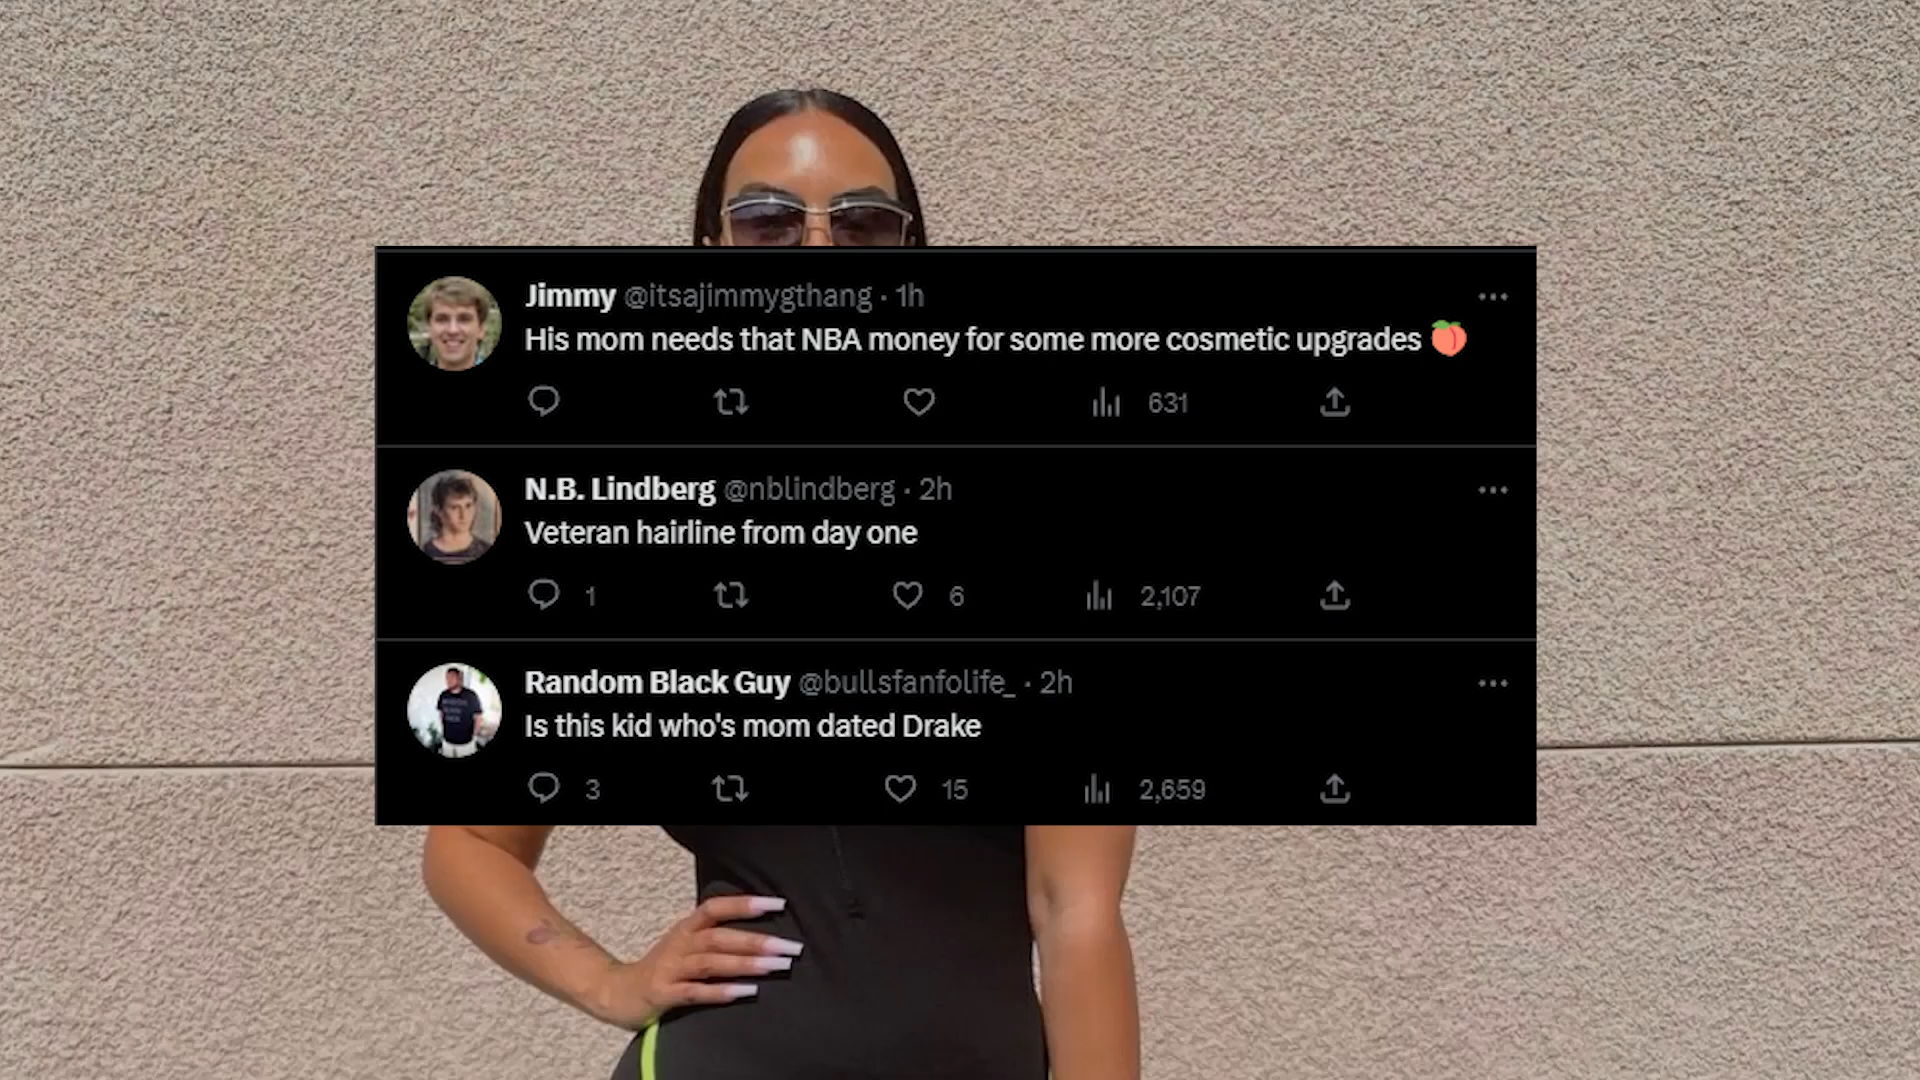 Jimmy @itsajimmygthang · 1h
His mom needs that NBA money for some more cosmetic upgrades 🍑
631
N.B. Lindberg @nblindberg · 2h
Veteran hairline from day one
1 6 2,107
Random Black Guy @bullsfanfolife_ · 2h
Is this kid who's mom dated Drake
3 15 2,659